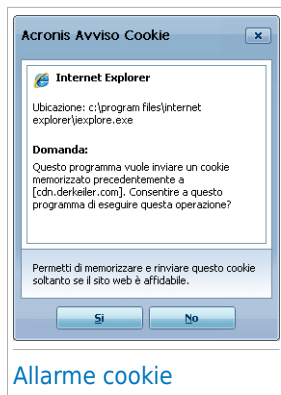 Acronis Avviso Cookie
Internet Explorer
Ubicazione: c:\program files\internet
explorer\iexplore.exe
Domanda:
Questo programma vuole inviare un cookie
memorizzato precedentemente a
[cdn.derkeiler.com]. Consentire a questo
programma di eseguire questa operazione?
Permetti di memorizzare e rinviare questo cookie
soltanto se il sito web è affidabile.
Si
No
Allarme cookie